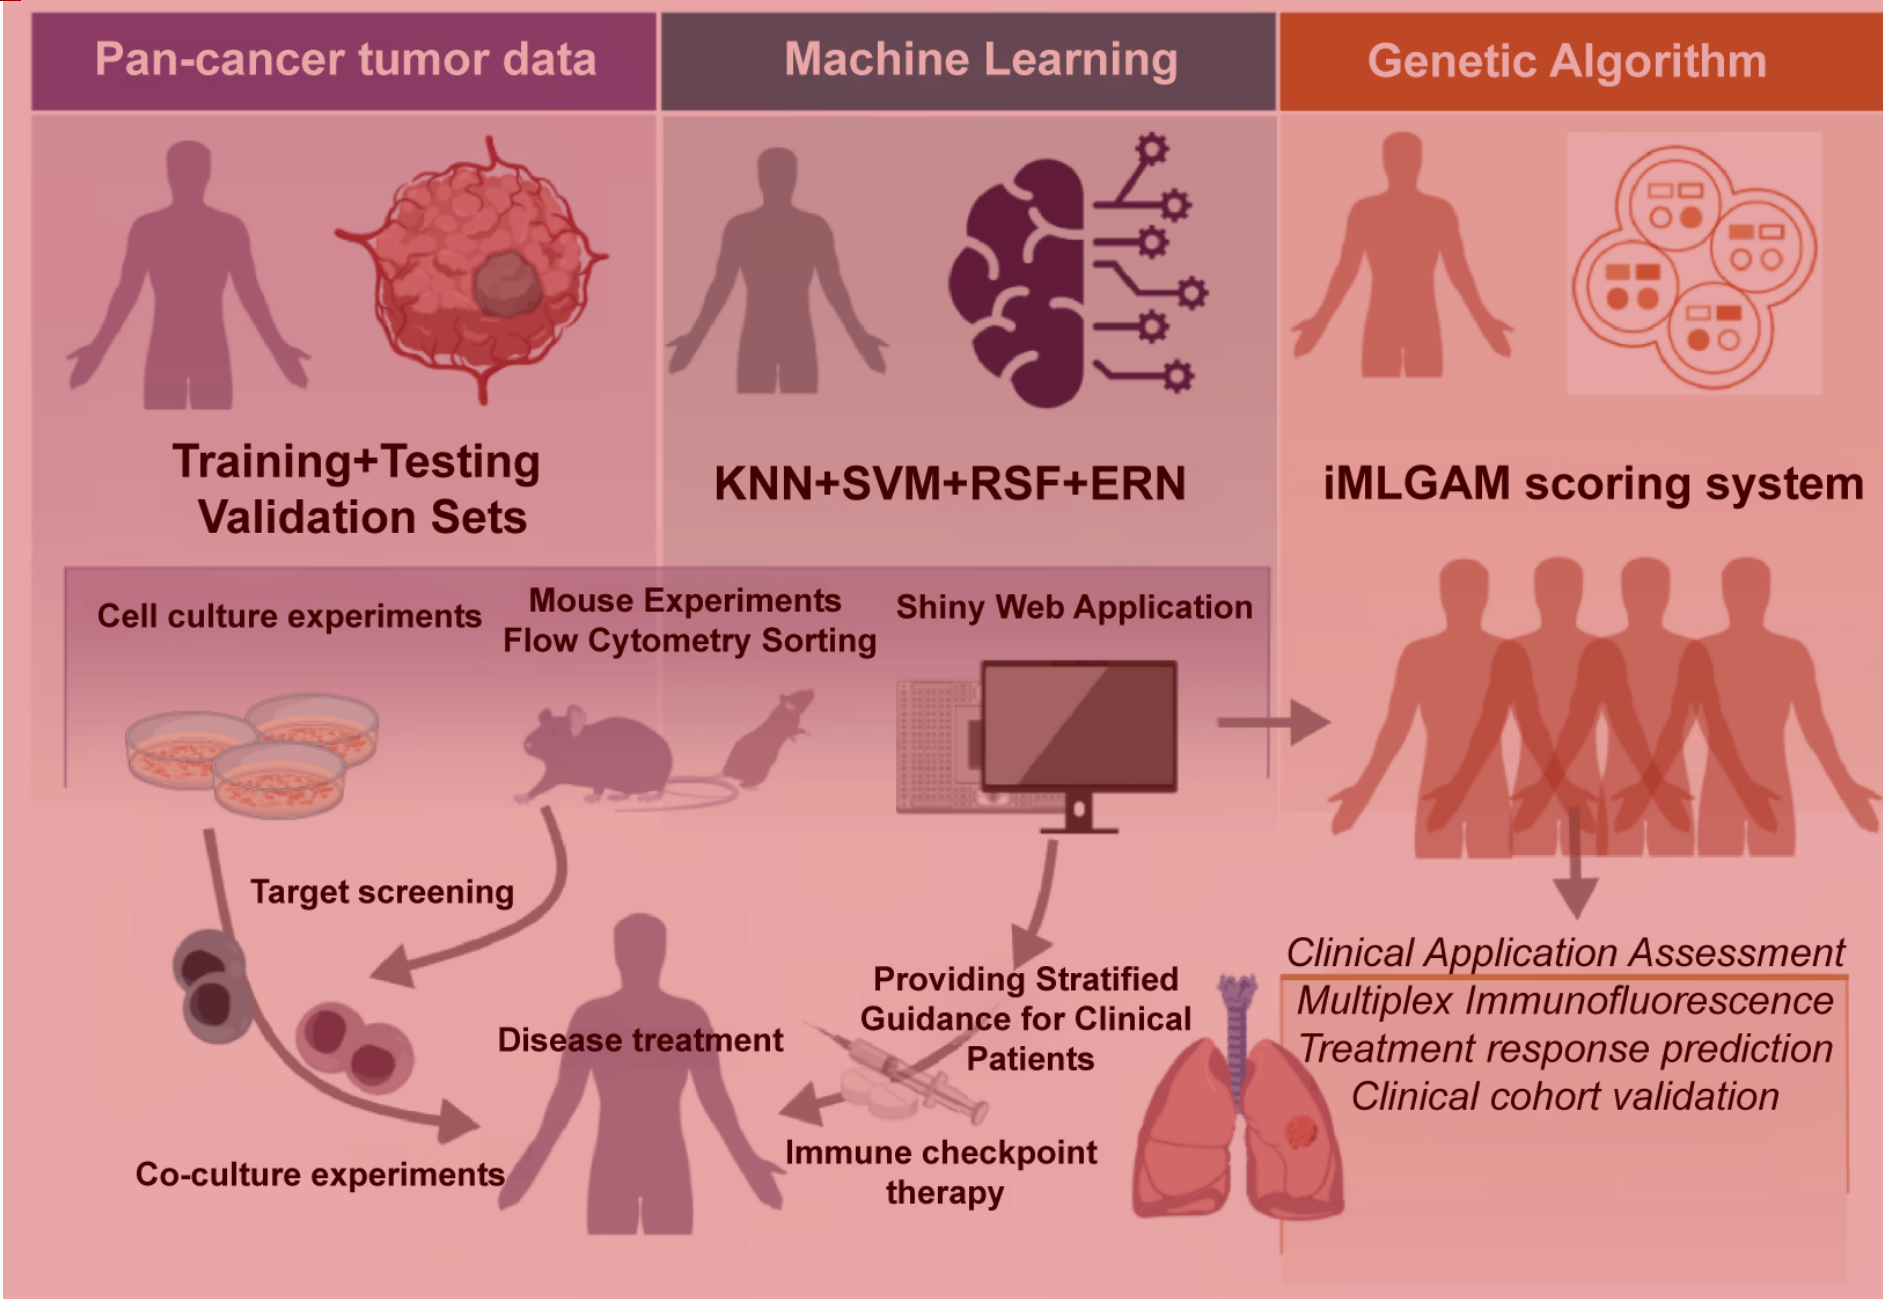 Pan-cancer tumor data
Machine Learning
Genetic Algorithm
Training+Testing
Validation Sets
KNN+SVM+RSF+ERN
iMLGAM scoring system
Cell culture experiments
Mouse Experiments
Flow Cytometry Sorting
Shiny Web Application
Target screening
Disease treatment
Co-culture experiments
Providing Stratified
Guidance for Clinical
Patients
Immune checkpoint
therapy
Clinical Application Assessment
Multiplex Immunofluorescence
Treatment response prediction
Clinical cohort validation